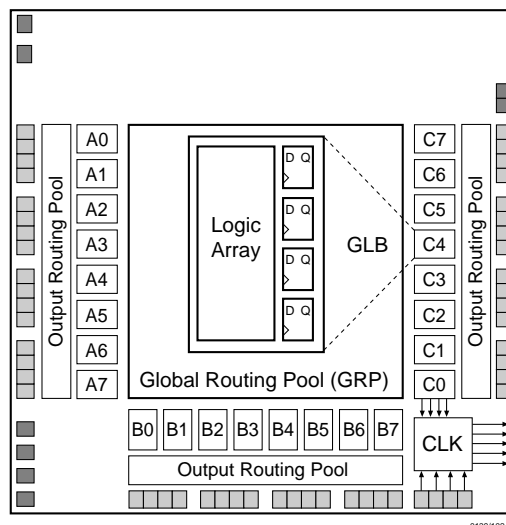 A0
A1
A2
A3
A4
A5
A6
A7
Output Routing Pool
Logic
Array
D Q
D Q
D Q
D Q
GLB
Global Routing Pool (GRP)
C7
C6
C5
C4
C3
C2
C1
C0
Output Routing Pool
B0 B1 B2 B3 B4 B5 B6 B7
Output Routing Pool
CLK